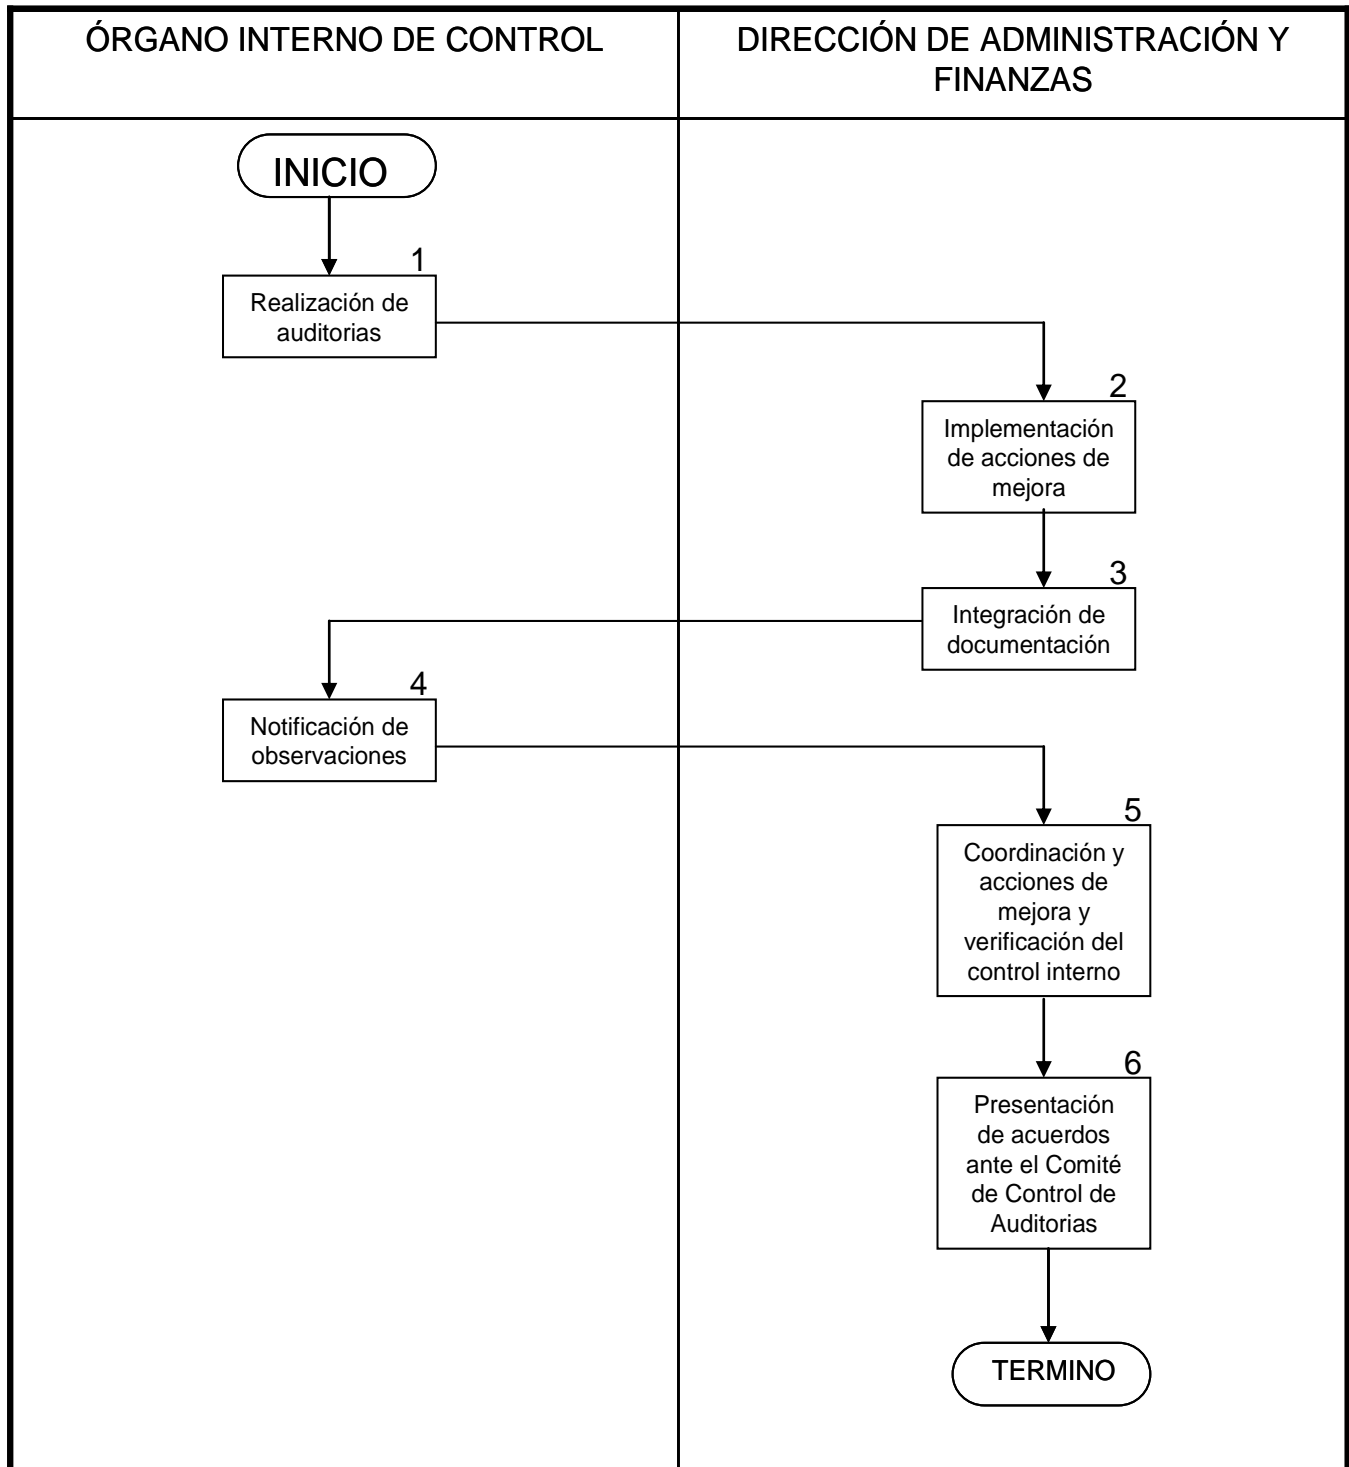 ÓRGANO INTERNO DE CONTROL
DIRECCIÓN DE ADMINISTRACIÓN Y
FINANZAS
INICIO
1
Realización de
auditorias
2
Implementación
de acciones de
mejora
3
Integración de
documentación
4
Notificación de
observaciones
5
Coordinación y
acciones de
mejora y
verificación del
control interno
6
Presentación
de acuerdos
ante el Comité
de Control de
Auditorias
TERMINO